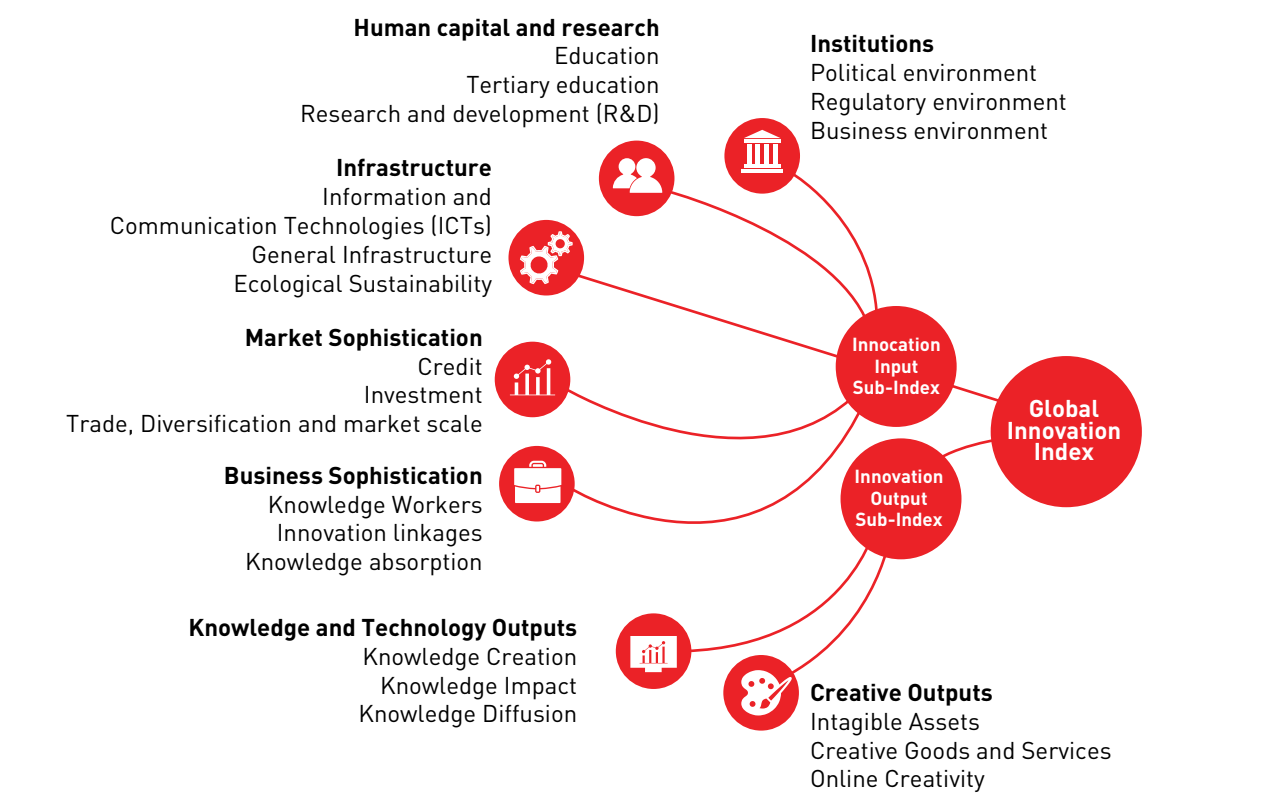 Human capital and research
Education
Tertiary education
Research and development (R&D)
Institutions
Political environment
Regulatory environment
Business environment
Infrastructure
Information and
Communication Technologies (ICTs)
General Infrastructure
Ecological Sustainability
Market Sophistication
Credit
Investment
Trade, Diversification and market scale
Business Sophistication
Knowledge Workers
Innovation linkages
Knowledge absorption
Innocation
Input
Sub-Index
Global
Innovation
Index
Innovation
Output
Sub-Index
Knowledge and Technology Outputs
Knowledge Creation
Knowledge Impact
Knowledge Diffusion
Creative Outputs
Intagible Assets
Creative Goods and Services
Online Creativity